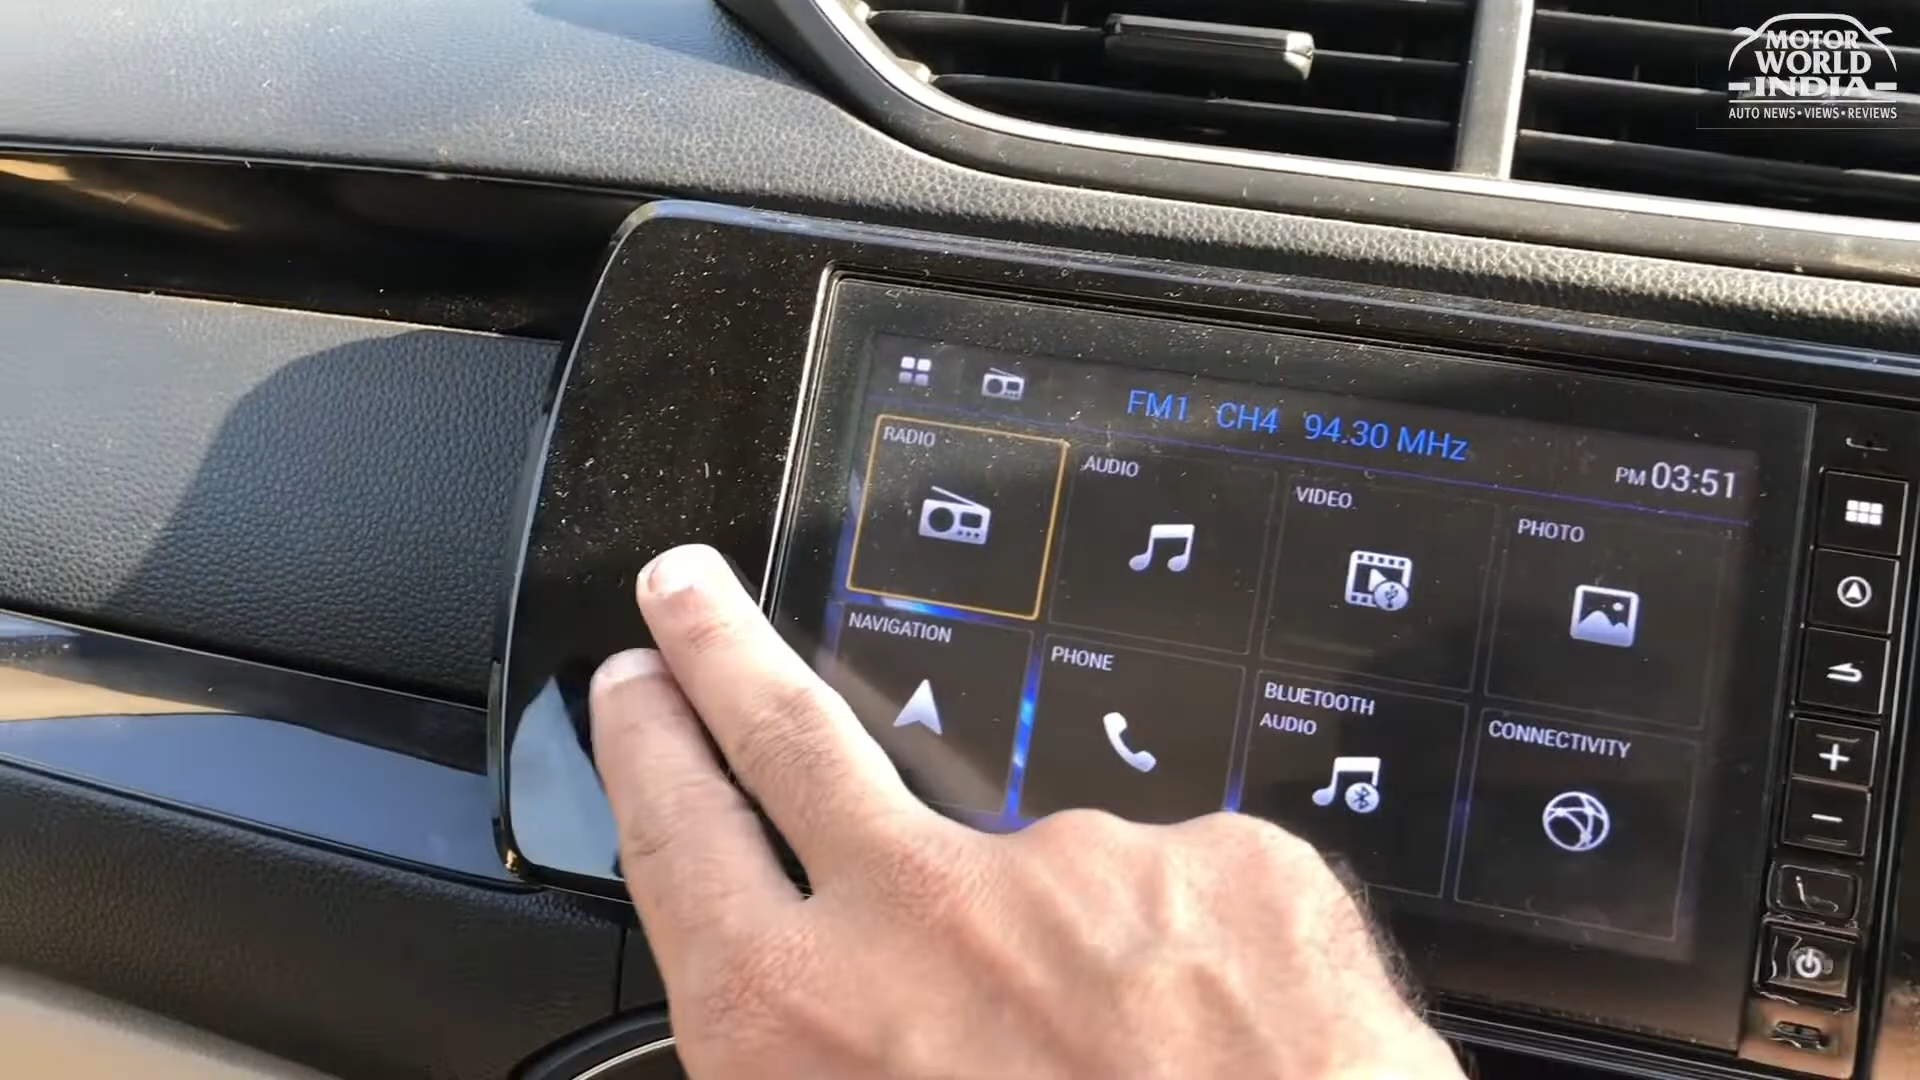 MOTOR
WORLD
INDIA
AUTO NEWS • VIEWS • REVIEWS
FM1 CH4 94.30 MHz
PM 03:51
RADIO
AUDIO
VIDEO
PHOTO
NAVIGATION
PHONE
BLUETOOTH
AUDIO
CONNECTIVITY